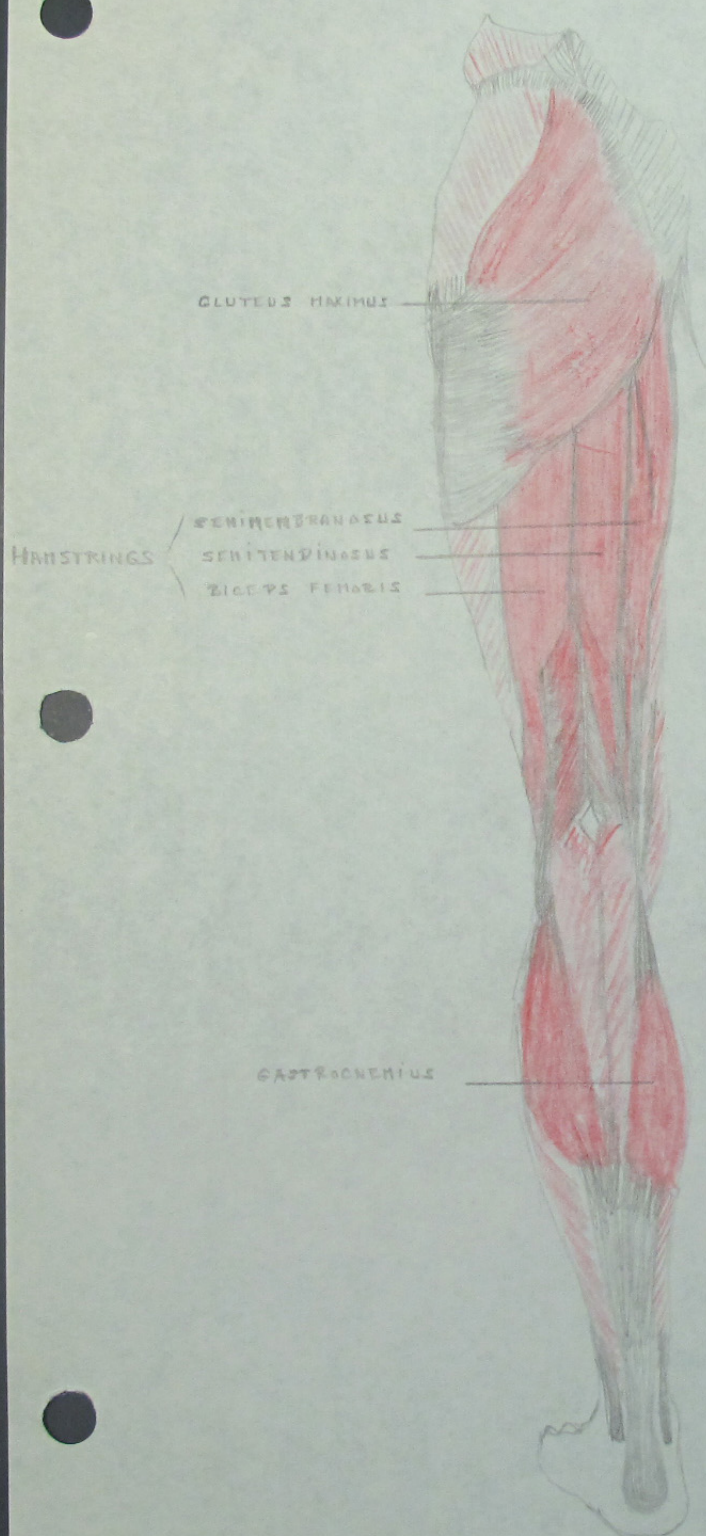 GLUTEUS MAXIMUS
SEMIMEMBRANOSUS
HAMSTRINGS
SEMITENDINOSUS
BICEPS FEMORIS
GASTROCNEMIUS